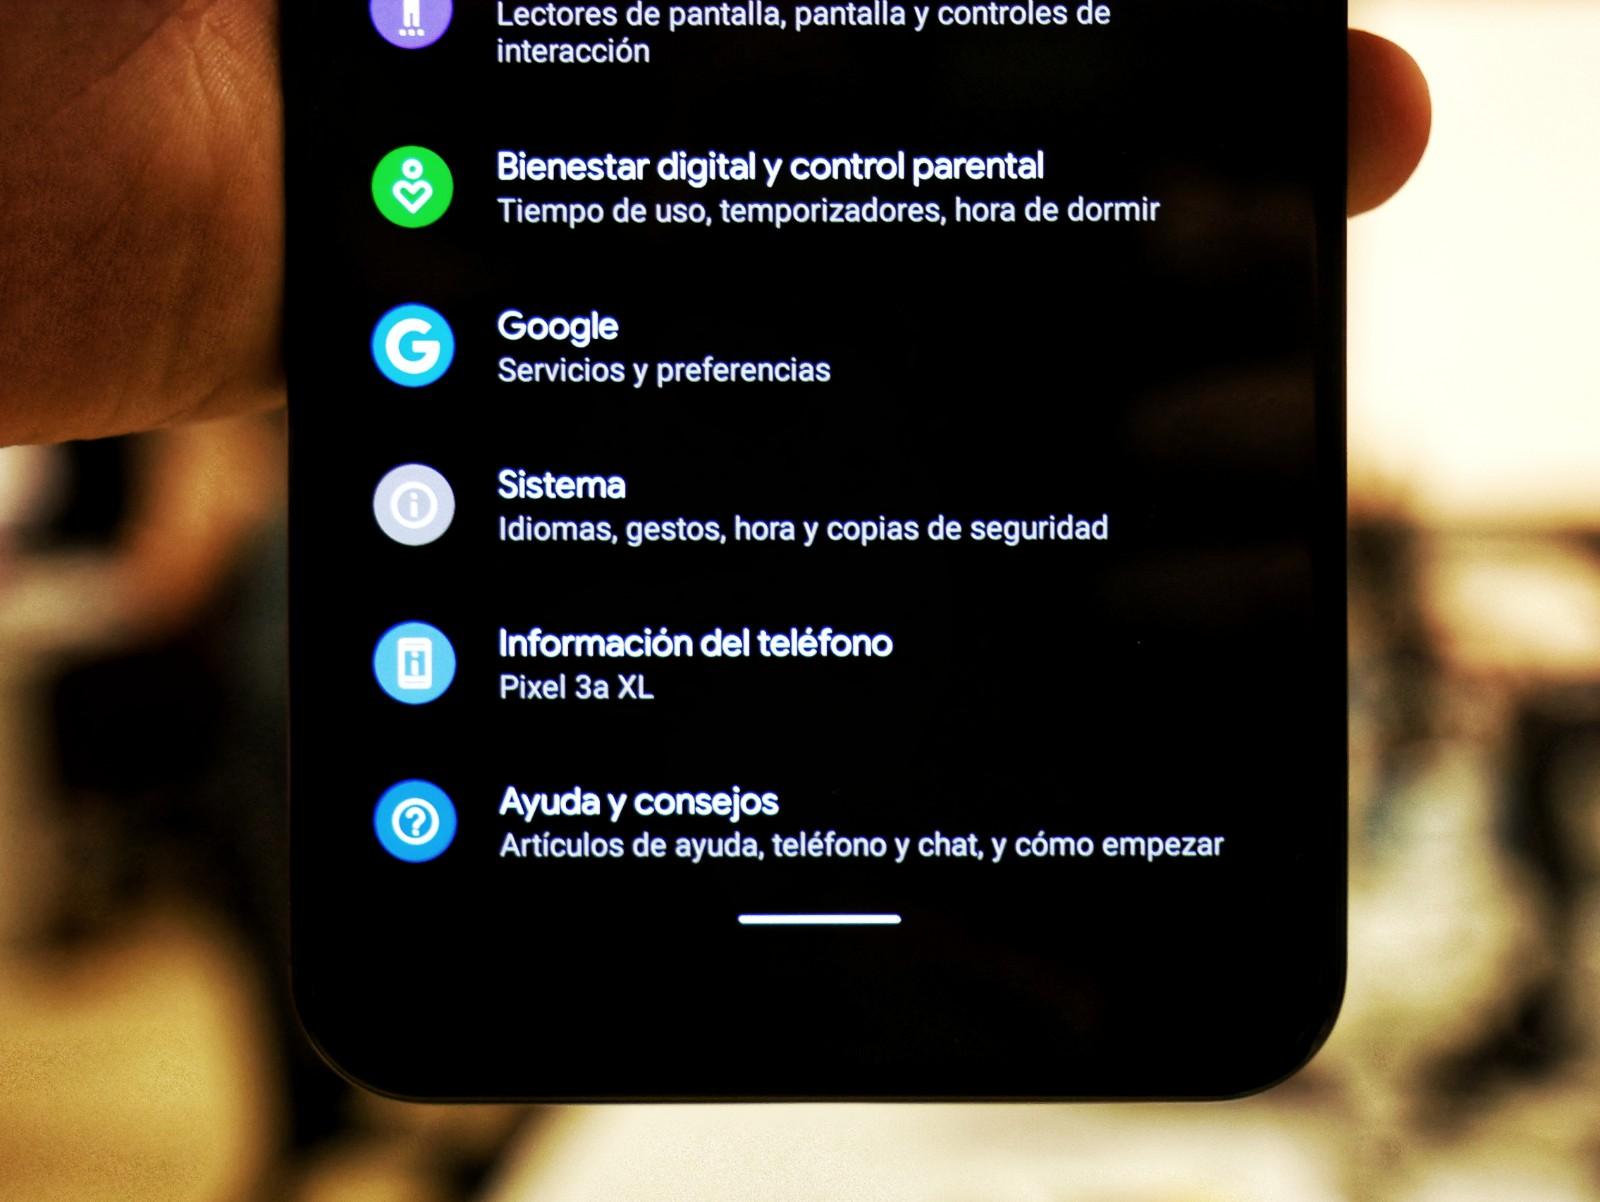 Lectores de pantalla, pantalla y controles de
interacción
Bienestar digital y control parental
Tiempo de uso, temporizadores, hora de dormir
Google
Servicios y preferencias
Sistema
Idiomas, gestos, hora y copias de seguridad
Información del teléfono
Pixel 3a XL
Ayuda y consejos
Artículos de ayuda, teléfono y chat, y cómo empezar